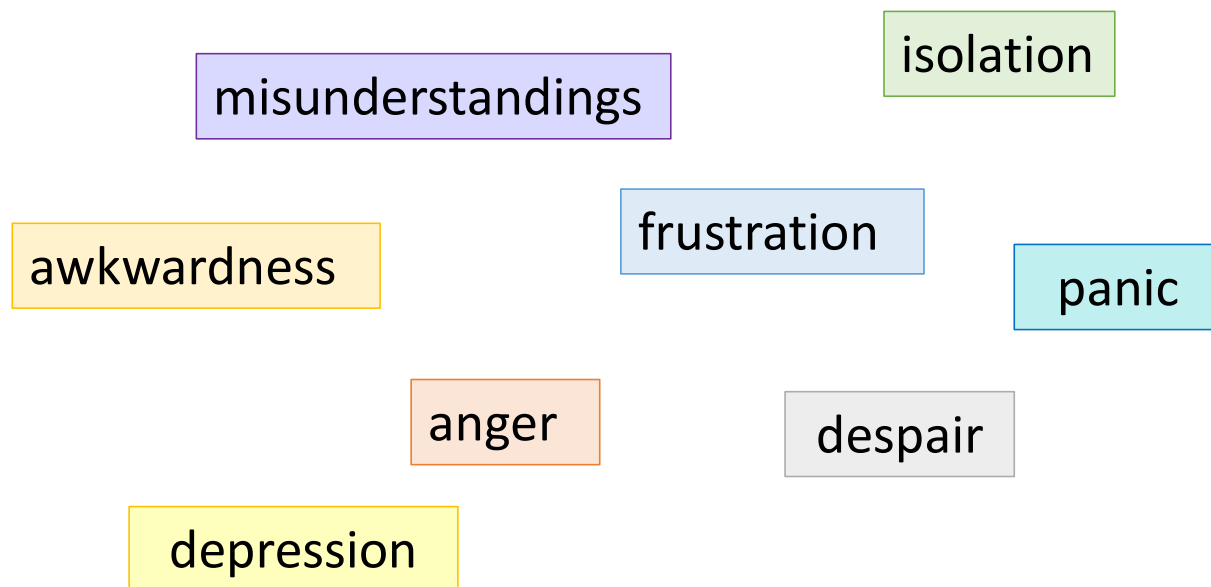 isolation
misunderstandings
frustration
awkwardness
panic
anger
despair
depression